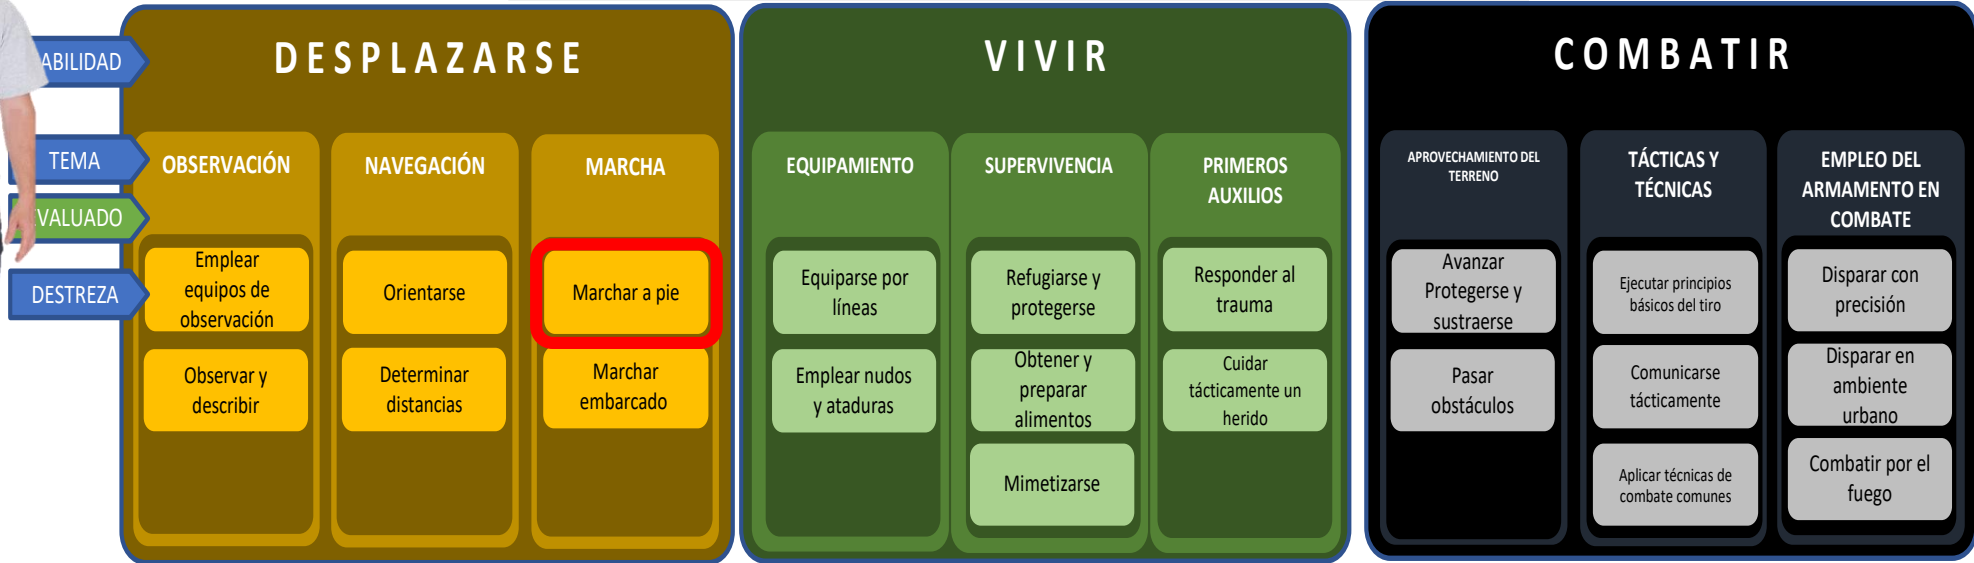 ABILIDAD
TEMA
EVALUADO
DESTREZA
DESPLAZARSE
OBSERVACIÓN
Emplear
equipos de
observación
Observar y
describir
NAVEGACIÓN
Orientarse
Determinar
distancias
MARCHA
Marchar a pie
Marchar
embarcado
VIVIR
EQUIPAMIENTO
Equiparse por
líneas
Emplear nudos
y ataduras
SUPERVIVENCIA
Refugiarse y
protegerse
Obtener y
preparar
alimentos
Mimetizarse
PRIMEROS
AUXILIOS
Responder al
trauma
Cuidar
tácticamente un
herido
COMBATIR
APROVECHAMIENTO DEL
TERRENO
Avanzar
Protegerse y
sustraerse
Pasar
obstáculos
TÁCTICAS Y
TÉCNICAS
Ejecutar principios
básicos del tiro
Comunicarse
tácticamente
Aplicar técnicas de
combate comunes
EMPLEO DEL
ARMAMENTO EN
COMBATE
Disparar con
precisión
Disparar en
ambiente
urbano
Combatir por el
fuego